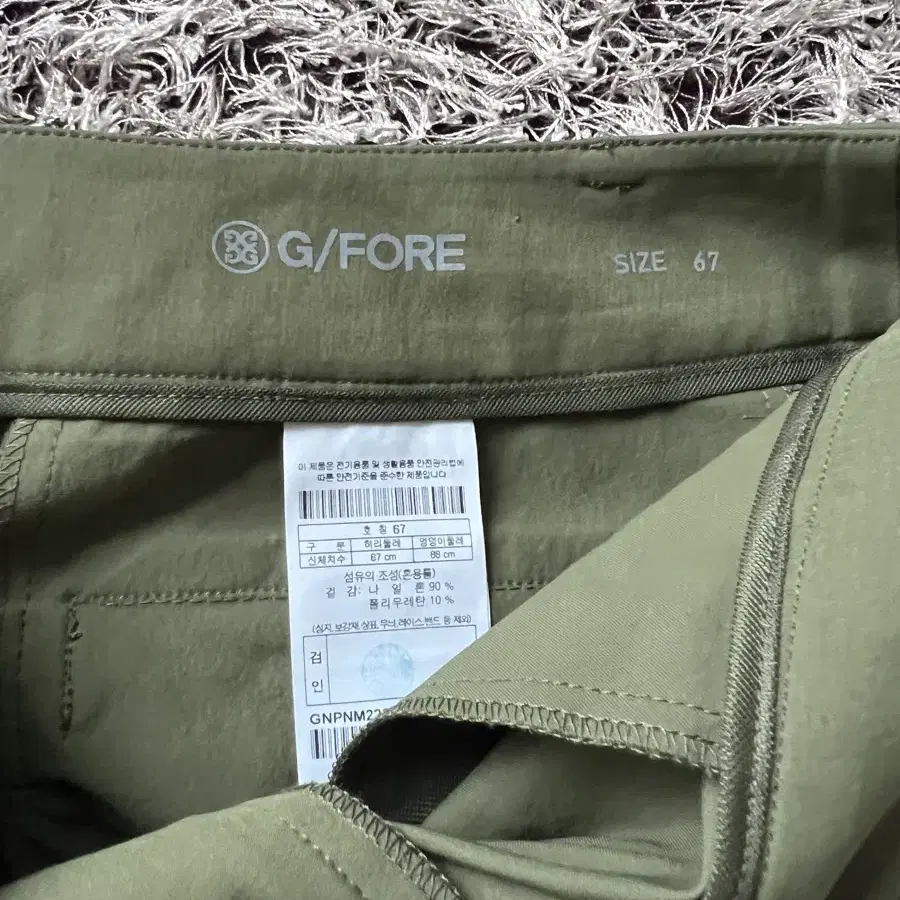 G/FORE
SIZE 67
이 제품은 전기용품 및 생활용품 안전관리법에
따른 안전기준을 준수한 제품입니다
호 칭 67
구 분 허리둘레 엉덩이둘레
신체치수 67 cm 88 cm
섬유의 조성(혼용률)
겉 감: 나 일 론 90 %
폴리우레탄 10 %
(심지, 보강재, 상표, 무늬, 레이스, 밴드 등 제외)
검
인
GNPNM22